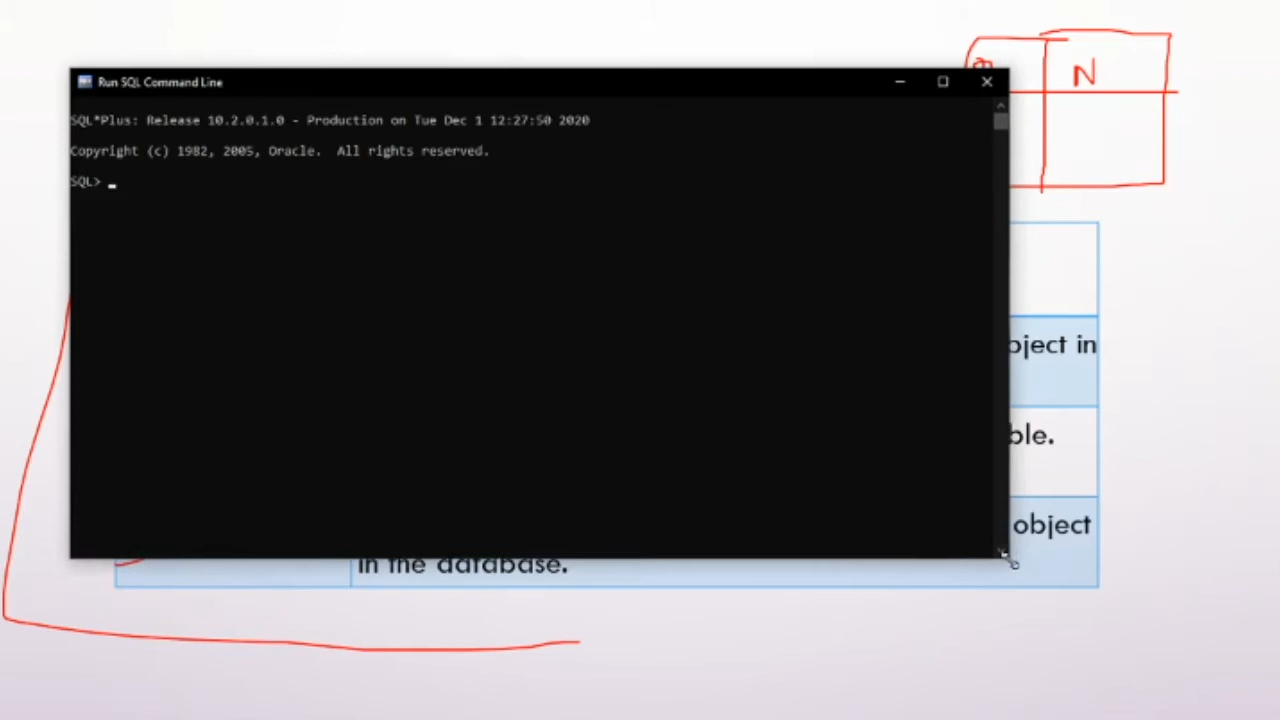 N
Run SQL Command Line
SQL*Plus: Release 10.2.0.1.0 - Production on Tue Dec 1 12:27:50 2020
Copyright (c) 1982, 2005, Oracle.  All rights reserved.
SQL> _
bject in
ble.
object
in the database.